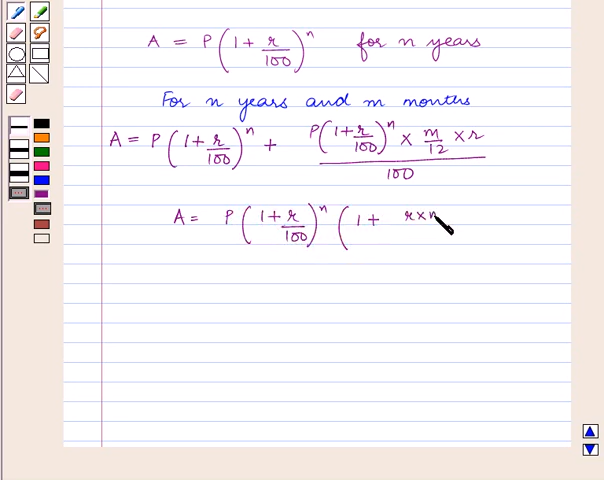 A = P(1+r/100)^n for n years
For n years and m months
A = P(1+r/100)^n + P(1+r/100)^n × m/12 × r / 100
A = P(1+r/100)^n (1+ r×